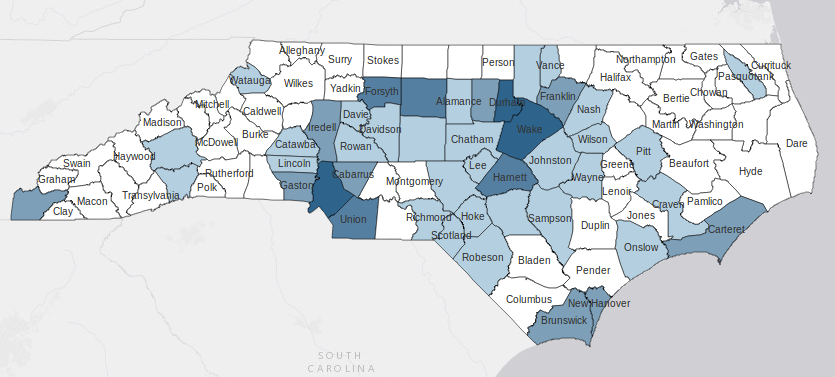 Alleghany
Surry
Stokes
Person
Vance
Northampton
Gates
Currituck
Pasquotank
Halifax
Watauga
Wilkes
Yadkin
Forsyth
Alamance
Durham
Franklin
Nash
Bertie
Chowan
Mitchell
Caldwell
Madison
Davie
Iredell
Davidson
Wake
Martin
Washington
Burke
McDowell
Catawba
Rowan
Chatham
Wilson
Pitt
Dare
Haywood
Swain
Lincoln
Lee
Johnston
Greene
Beaufort
Hyde
Graham
Rutherford
Polk
Gaston
Cabarrus
Montgomery
Harnett
Wayne
Lenoir
Transylvania
Macon
Clay
Craven
Pamlico
Union
Richmond
Hoke
Sampson
Duplin
Jones
Carteret
Scotland
Onslow
Robeson
Bladen
Pender
Columbus
New Hanover
Brunswick
SOUTH
CAROLINA